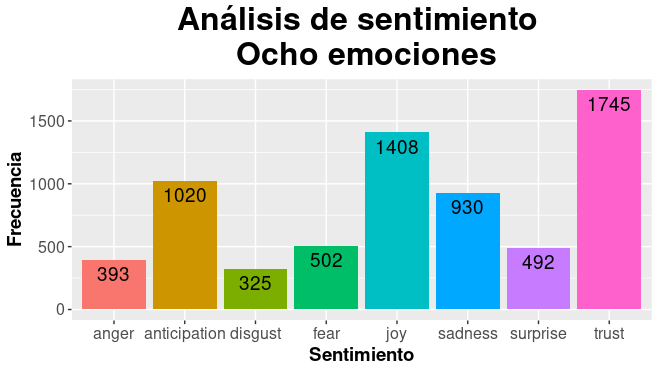 Análisis de sentimiento
Ocho emociones
Frecuencia
1500
1000
500
0
393
1020
325
502
1408
930
492
1745
anger anticipation disgust fear joy sadness surprise trust
Sentimiento